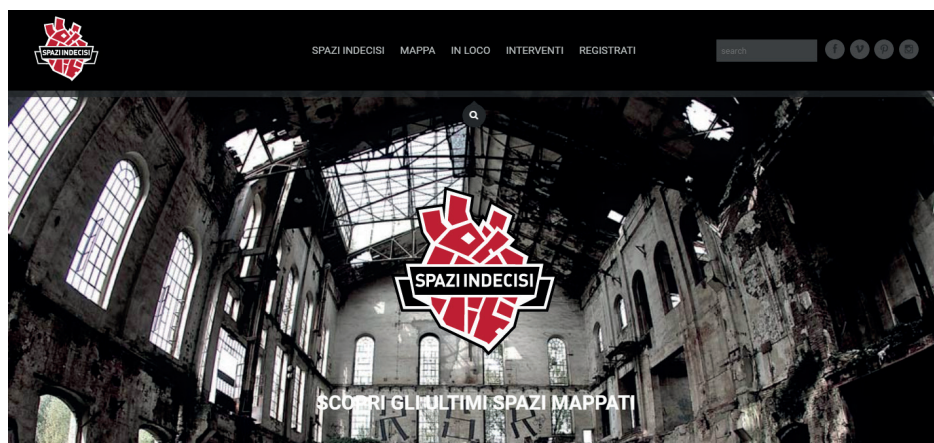 SPAZI INDECISI
SPAZI INDECISI MAPPA IN LOCO INTERVENTI REGISTRATI
search
SPAZI INDECISI
SCOPRI GLI ULTIMI SPAZI MAPPATI